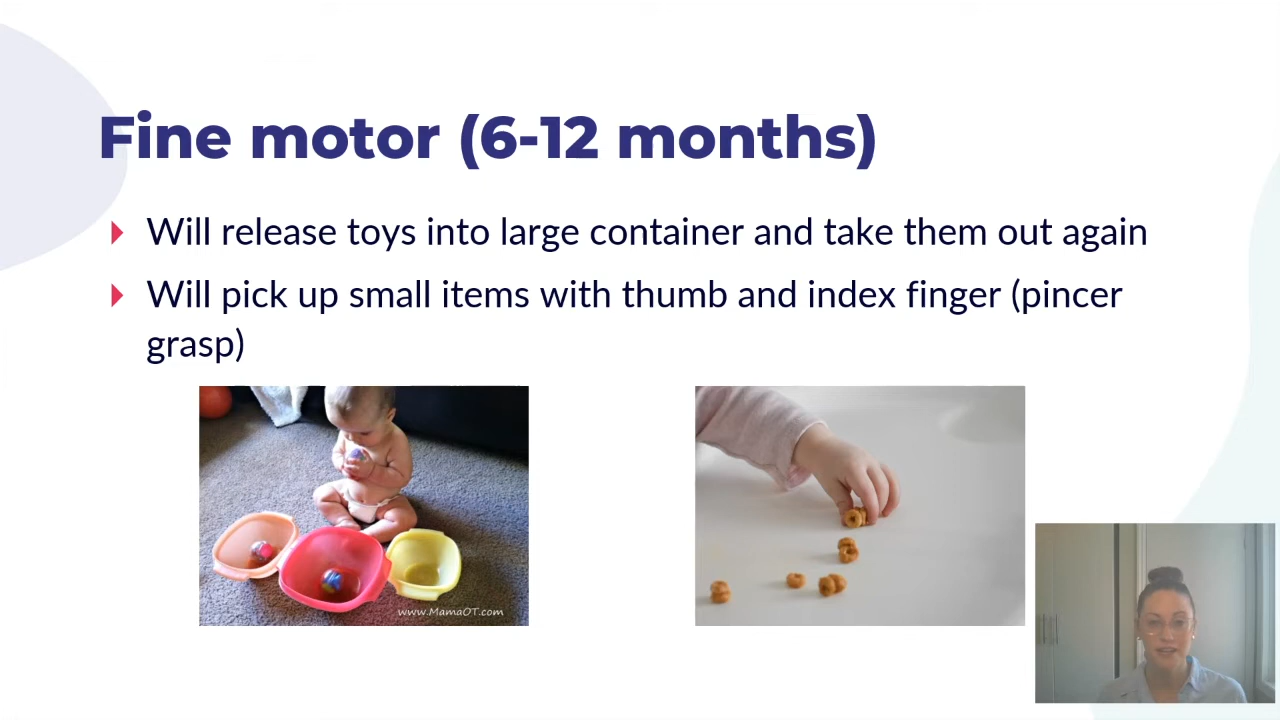 Fine motor (6-12 months)
Will release toys into large container and take them out again
Will pick up small items with thumb and index finger (pincer
grasp)
www.MamaOT.com